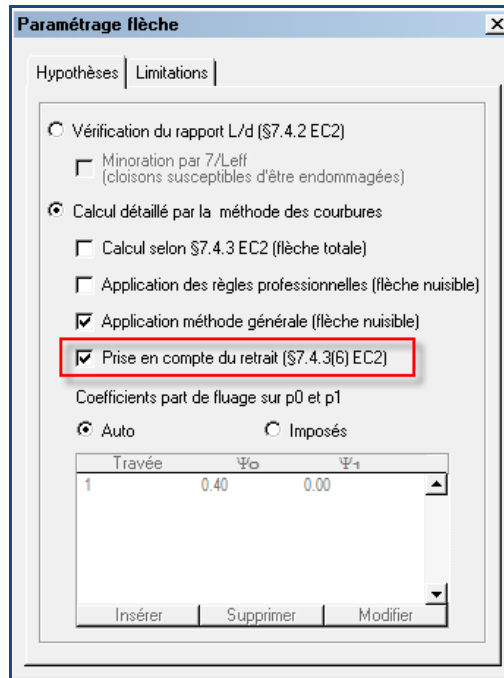 Paramétrage flèche
Hypothèses Limitations
Vérification du rapport L/d (§7.4.2 EC2)
Minoration par 7/Leff
(cloisons susceptibles d'être endommagées)
Calcul détaillé par la méthode des courbures
Calcul selon §7.4.3 EC2 (flèche totale)
Application des règles professionnelles (flèche nuisible)
Application méthode générale (flèche nuisible)
Prise en compte du retrait (§7.4.3(6) EC2)
Coefficients part de fluage sur p0 et p1
Auto Imposés
Travée Ψ0 Ψ1
1 0.40 0.00
Insérer Supprimer Modifier